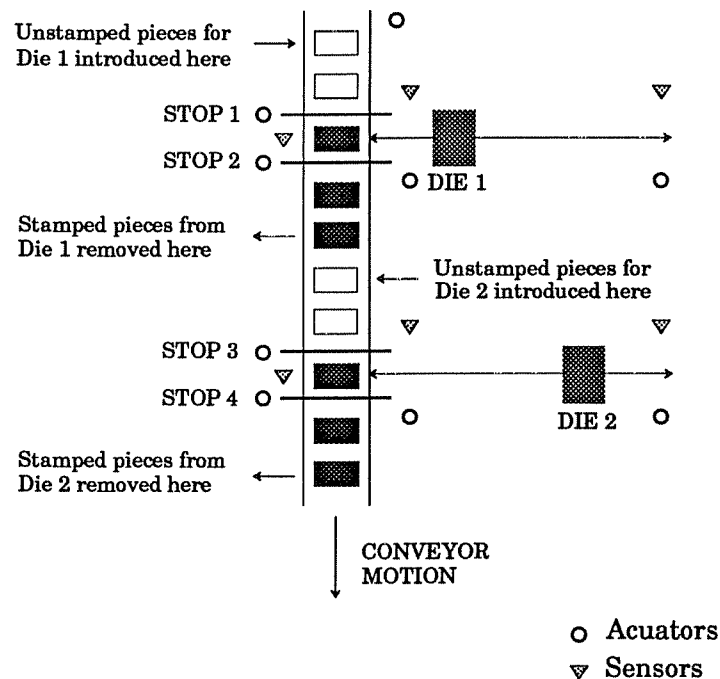 Unstamped pieces for
Die 1 introduced here
STOP 1
STOP 2
DIE 1
Stamped pieces from
Die 1 removed here
Unstamped pieces for
Die 2 introduced here
STOP 3
STOP 4
DIE 2
Stamped pieces from
Die 2 removed here
CONVEYOR
MOTION
Acuators
Sensors